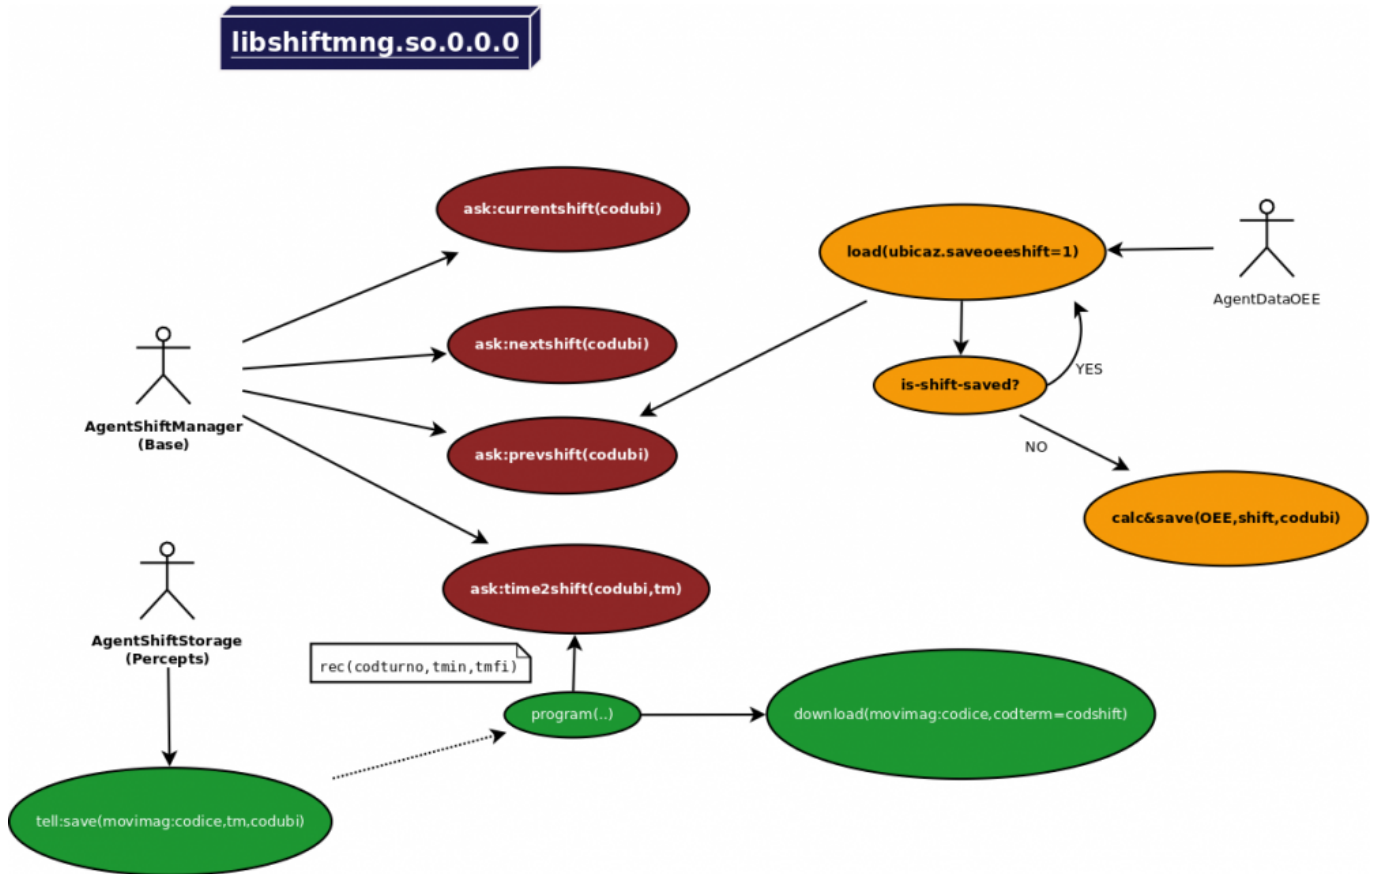 libshiftmng.so.0.0.0
ask:currentshift(codubi)
load(ubicaz.saveoeeshift=1)
AgentDataOEE
ask:nextshift(codubi)
is-shift-saved?
YES
AgentShiftManager
(Base)
ask:prevshift(codubi)
NO
calc&save(OEE,shift,codubi)
ask:time2shift(codubi,tm)
AgentShiftStorage
(Percepts)
rec(codturno,tmin,tmfi)
program(..)
download(movimag:codice,codterm=codshift)
tell:save(movimag:codice,tm,codubi)